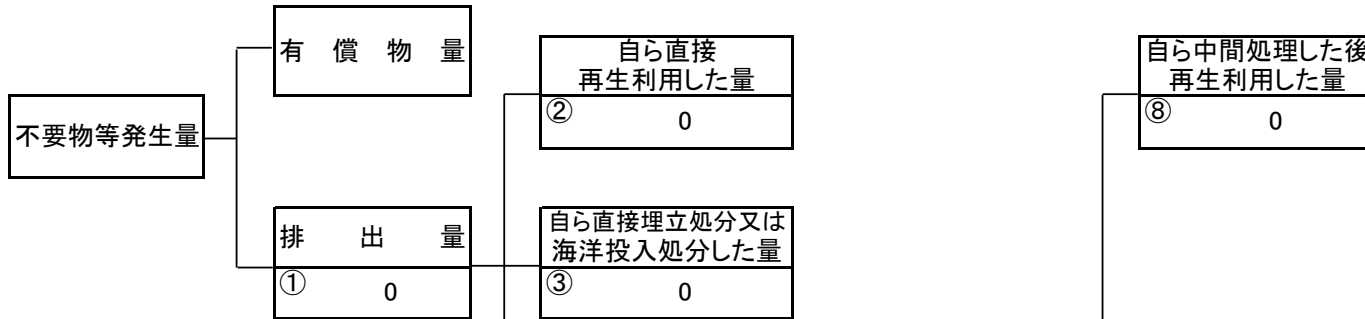 有償物量
自ら直接
再生利用した量
② 0
自ら中間処理した後
再生利用した量
⑧ 0
不要物等発生量
排出量
① 0
自ら直接埋立処分又は
海洋投入処分した量
③ 0